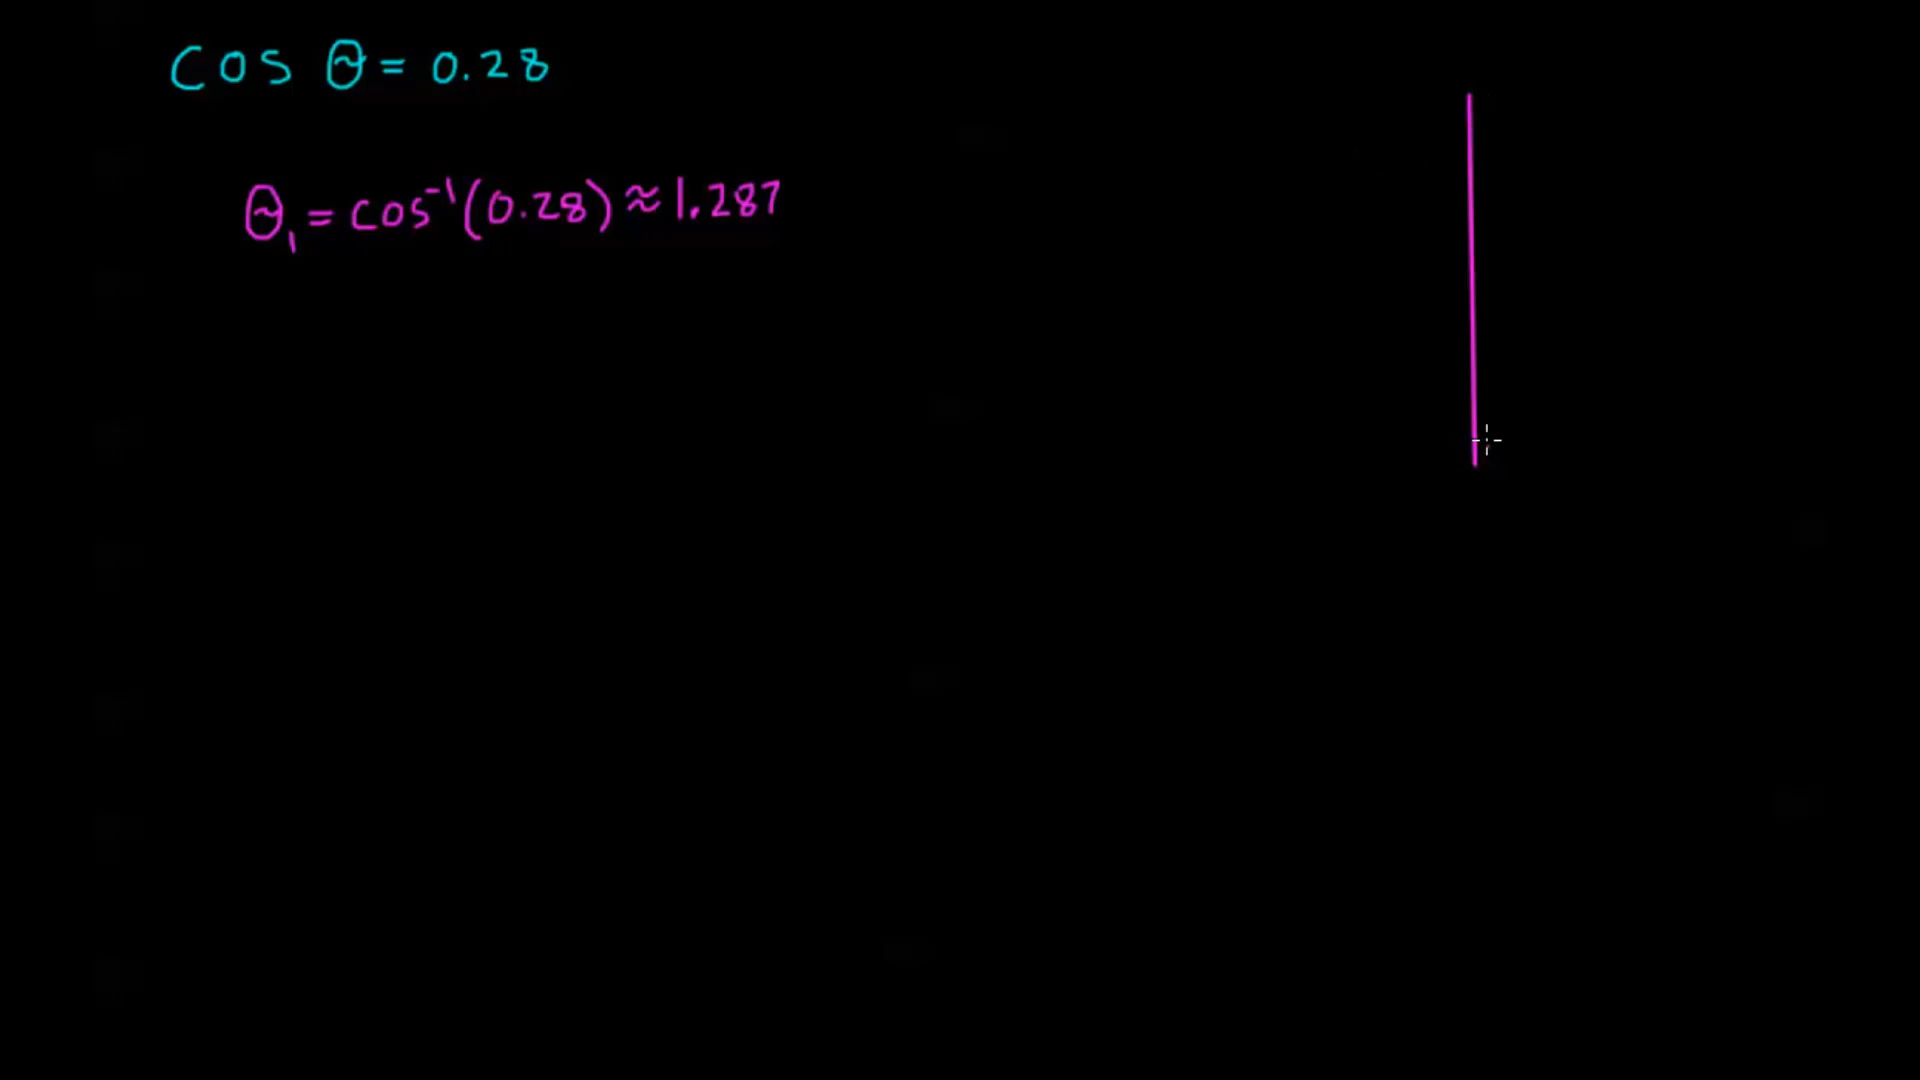 cos θ = 0.28
θ₁ = cos⁻¹(0.28) ≈ 1.287